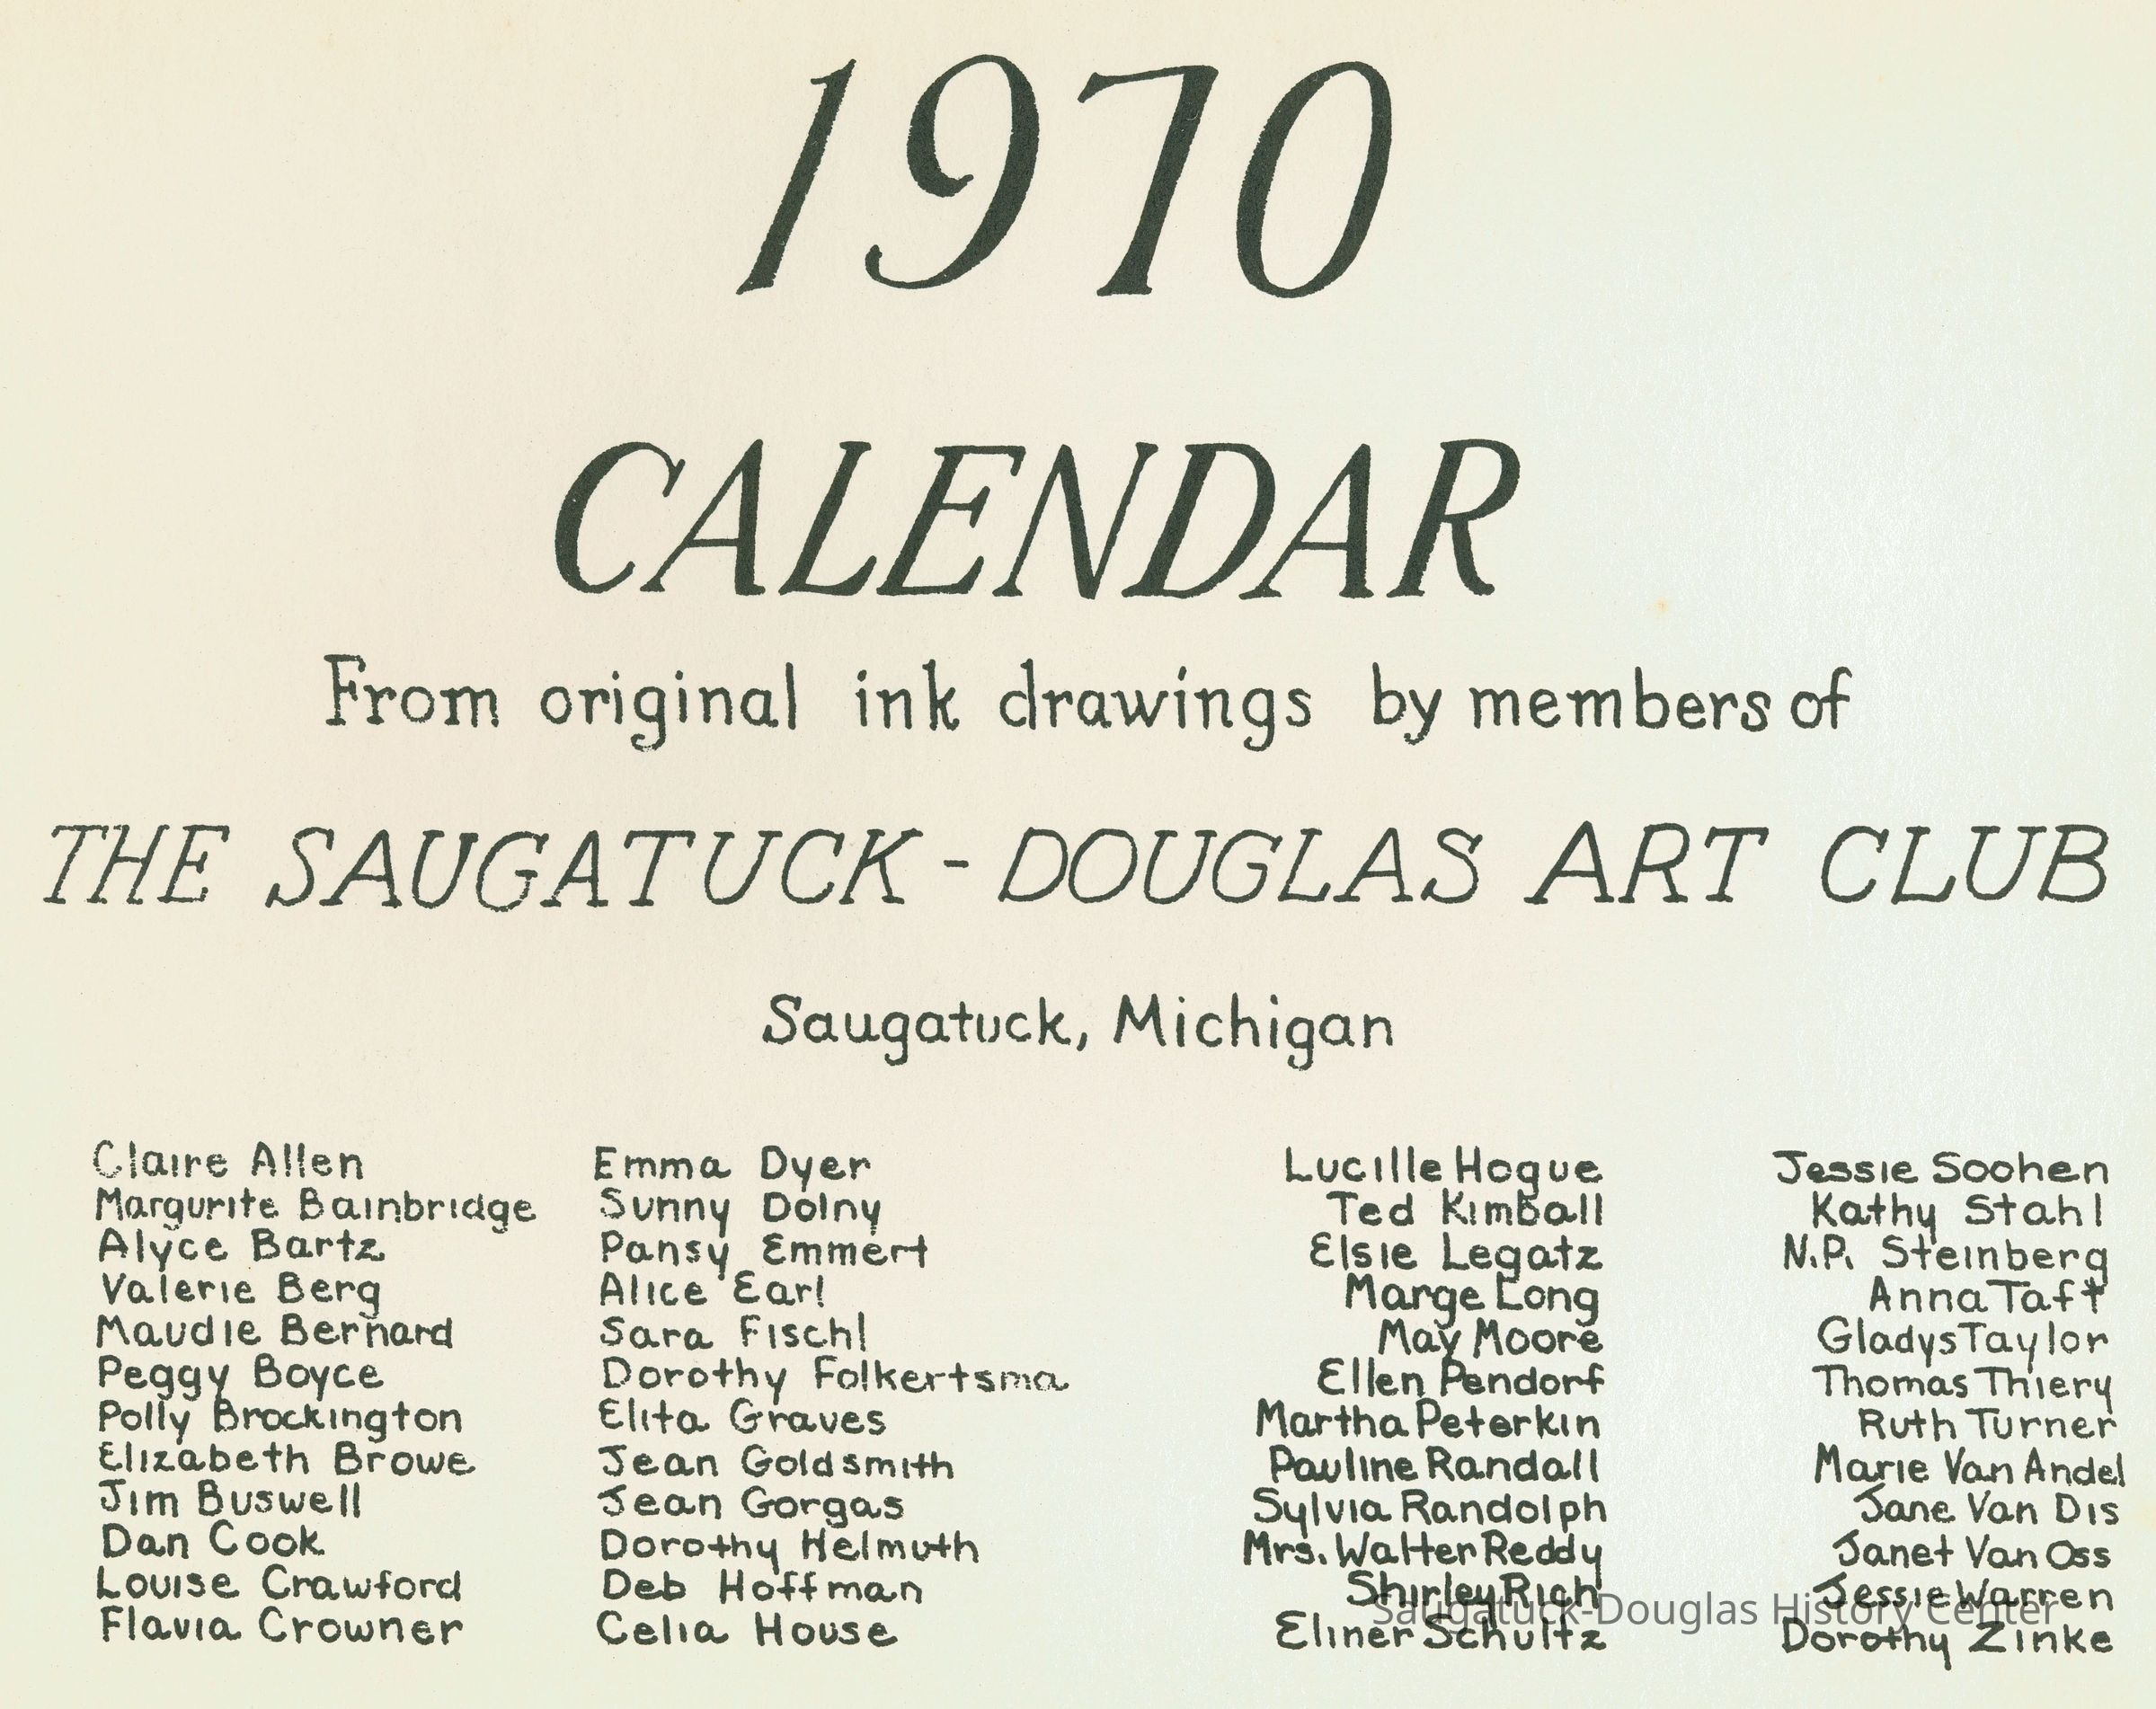 1970
CALENDAR
From original ink drawings by members of
THE SAUGATUCK - DOUGLAS ART CLUB
Saugatuck, Michigan
Claire Allen
Margurite Bainbridge
Alyce Bartz
Valerie Berg
Maudie Bernard
Peggy Boyce
Polly Brockington
Elizabeth Browe
Jim Buswell
Dan Cook
Louise Crawford
Flavia Crowner
Emma Dyer
Sunny Dolny
Pansy Emmert
Alice Earl
Sara Fischl
Dorothy Folkertsma
Elita Graves
Jean Goldsmith
Jean Gorgas
Dorothy Helmuth
Deb Hoffman
Celia House
Lucille Hogue
Ted Kimball
Elsie Legatz
Marge Long
May Moore
Ellen Pendorf
Martha Peterkin
Pauline Randall
Sylvia Randolph
Mrs. Walter Reddy
Shirley Rich
Eliner Schultz
Jessie Soohen
Kathy Stahl
N.P. Steinberg
Anna Taft
Gladys Taylor
Thomas Thiery
Ruth Turner
Marie Van Andel
Jane Van Dis
Janet Van Oss
Jessie Warren
Dorothy Zinke
Saugatuck-Douglas History Center